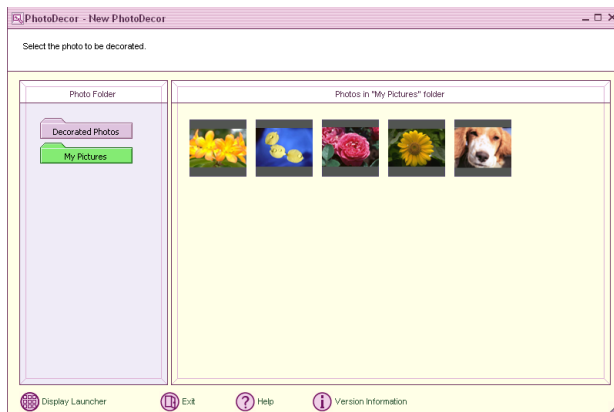 PhotoDecor - New PhotoDecor
Select the photo to be decorated.
Photo Folder
Photos in "My Pictures" folder
Decorated Photos
My Pictures
Display Launcher
Exit
Help
Version Information